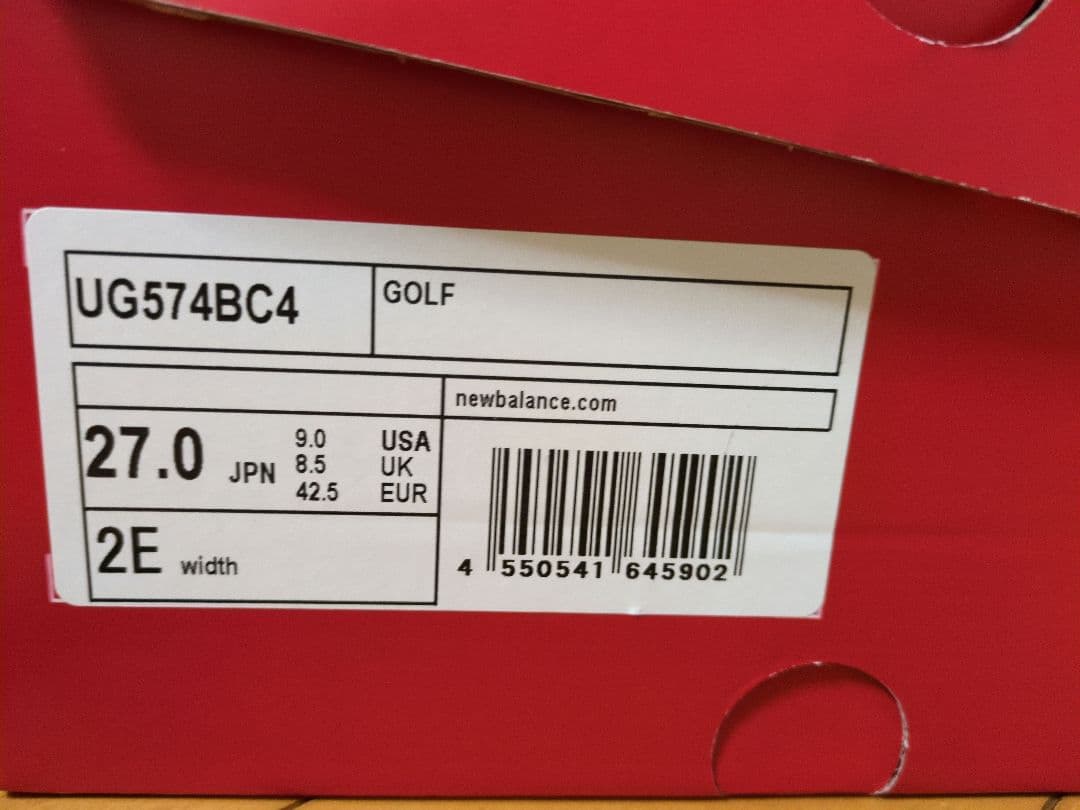 UG574BC4
GOLF
newbalance.com
27.0 JPN
9.0 USA
8.5 UK
42.5 EUR
2E width
4 550541 645902